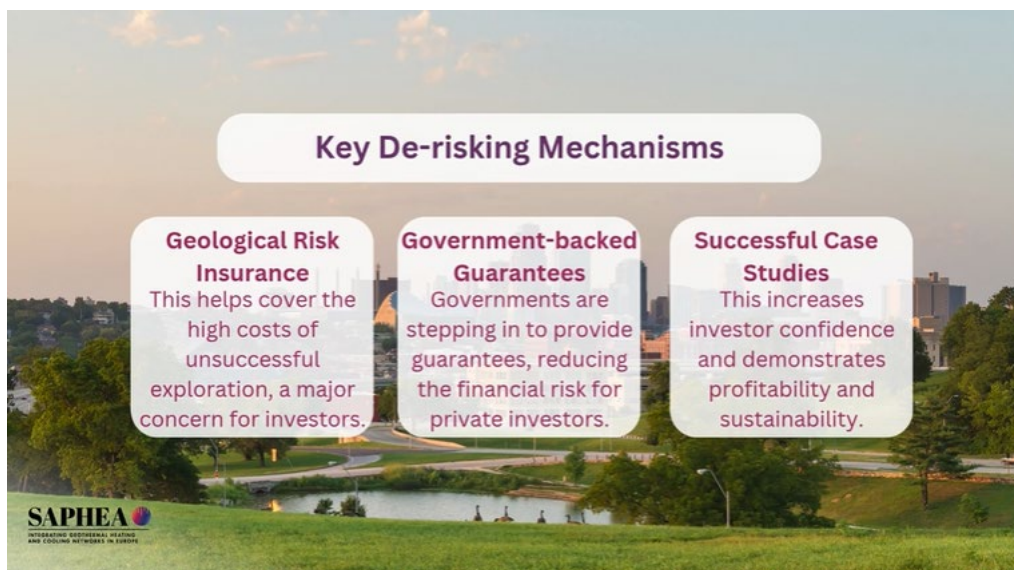 Key De-risking Mechanisms
Geological Risk
Insurance
This helps cover the
high costs of
unsuccessful
exploration, a major
concern for investors.
Government-backed
Guarantees
Governments are
stepping in to provide
guarantees, reducing
the financial risk for
private investors.
Successful Case
Studies
This increases
investor confidence
and demonstrates
profitability and
sustainability.
SAPHEA
INTEGRATING GEOTHERMAL HEATING
AND COOLING NETWORKS IN EUROPE